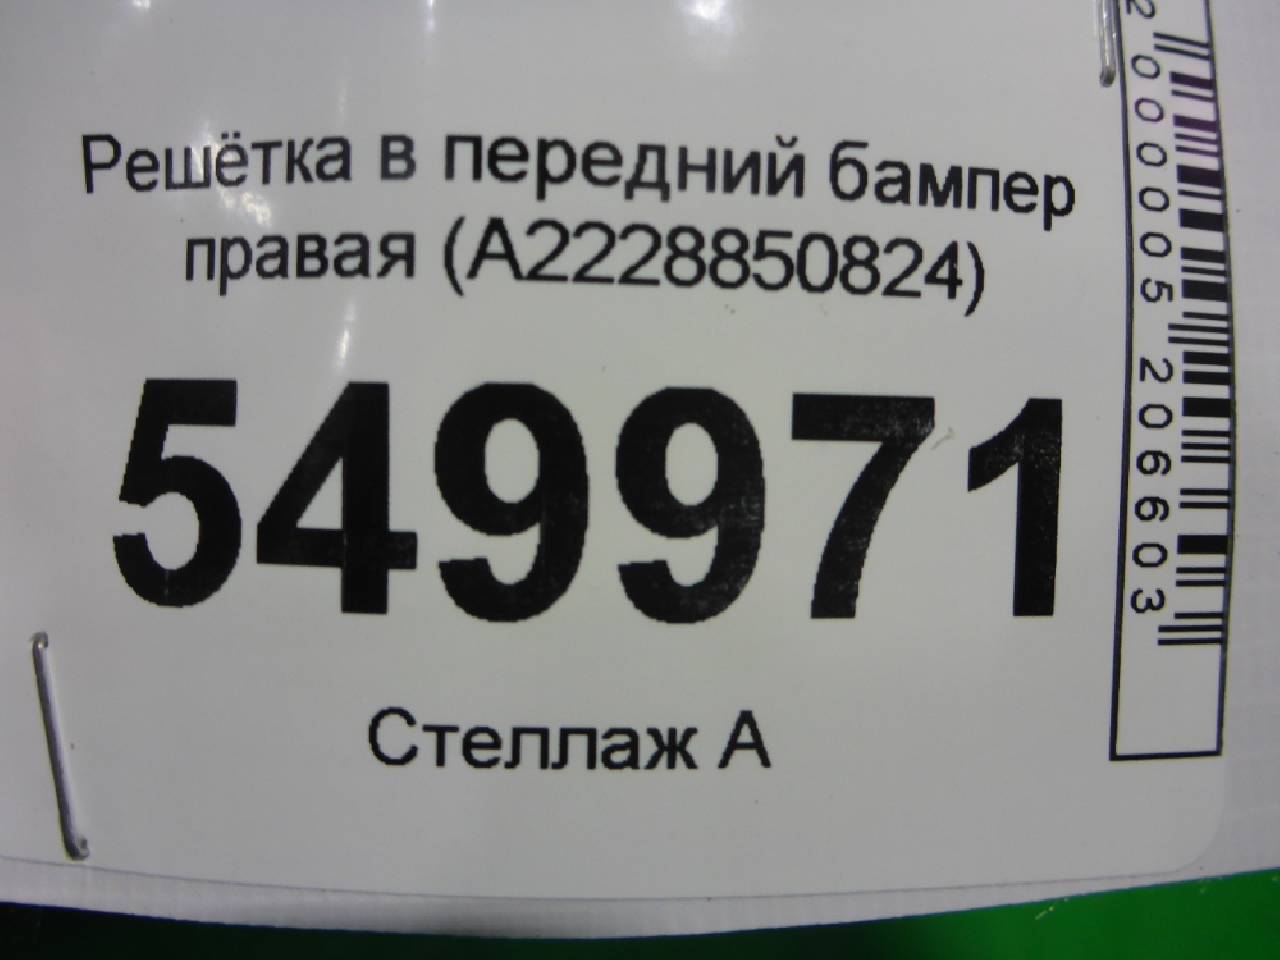 Решётка в передний бампер
правая (A2228850824)
549971
Стеллаж А
2000005206603